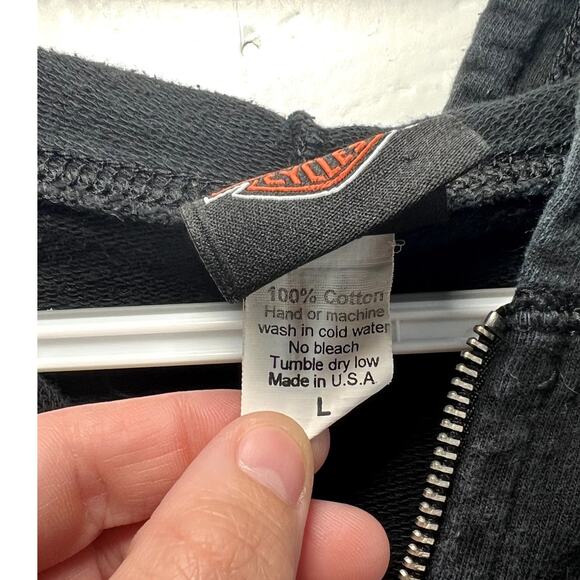 100% Cotton
Hand or machine
wash in cold water
No bleach
Tumble dry low
Made in U.S.A
L